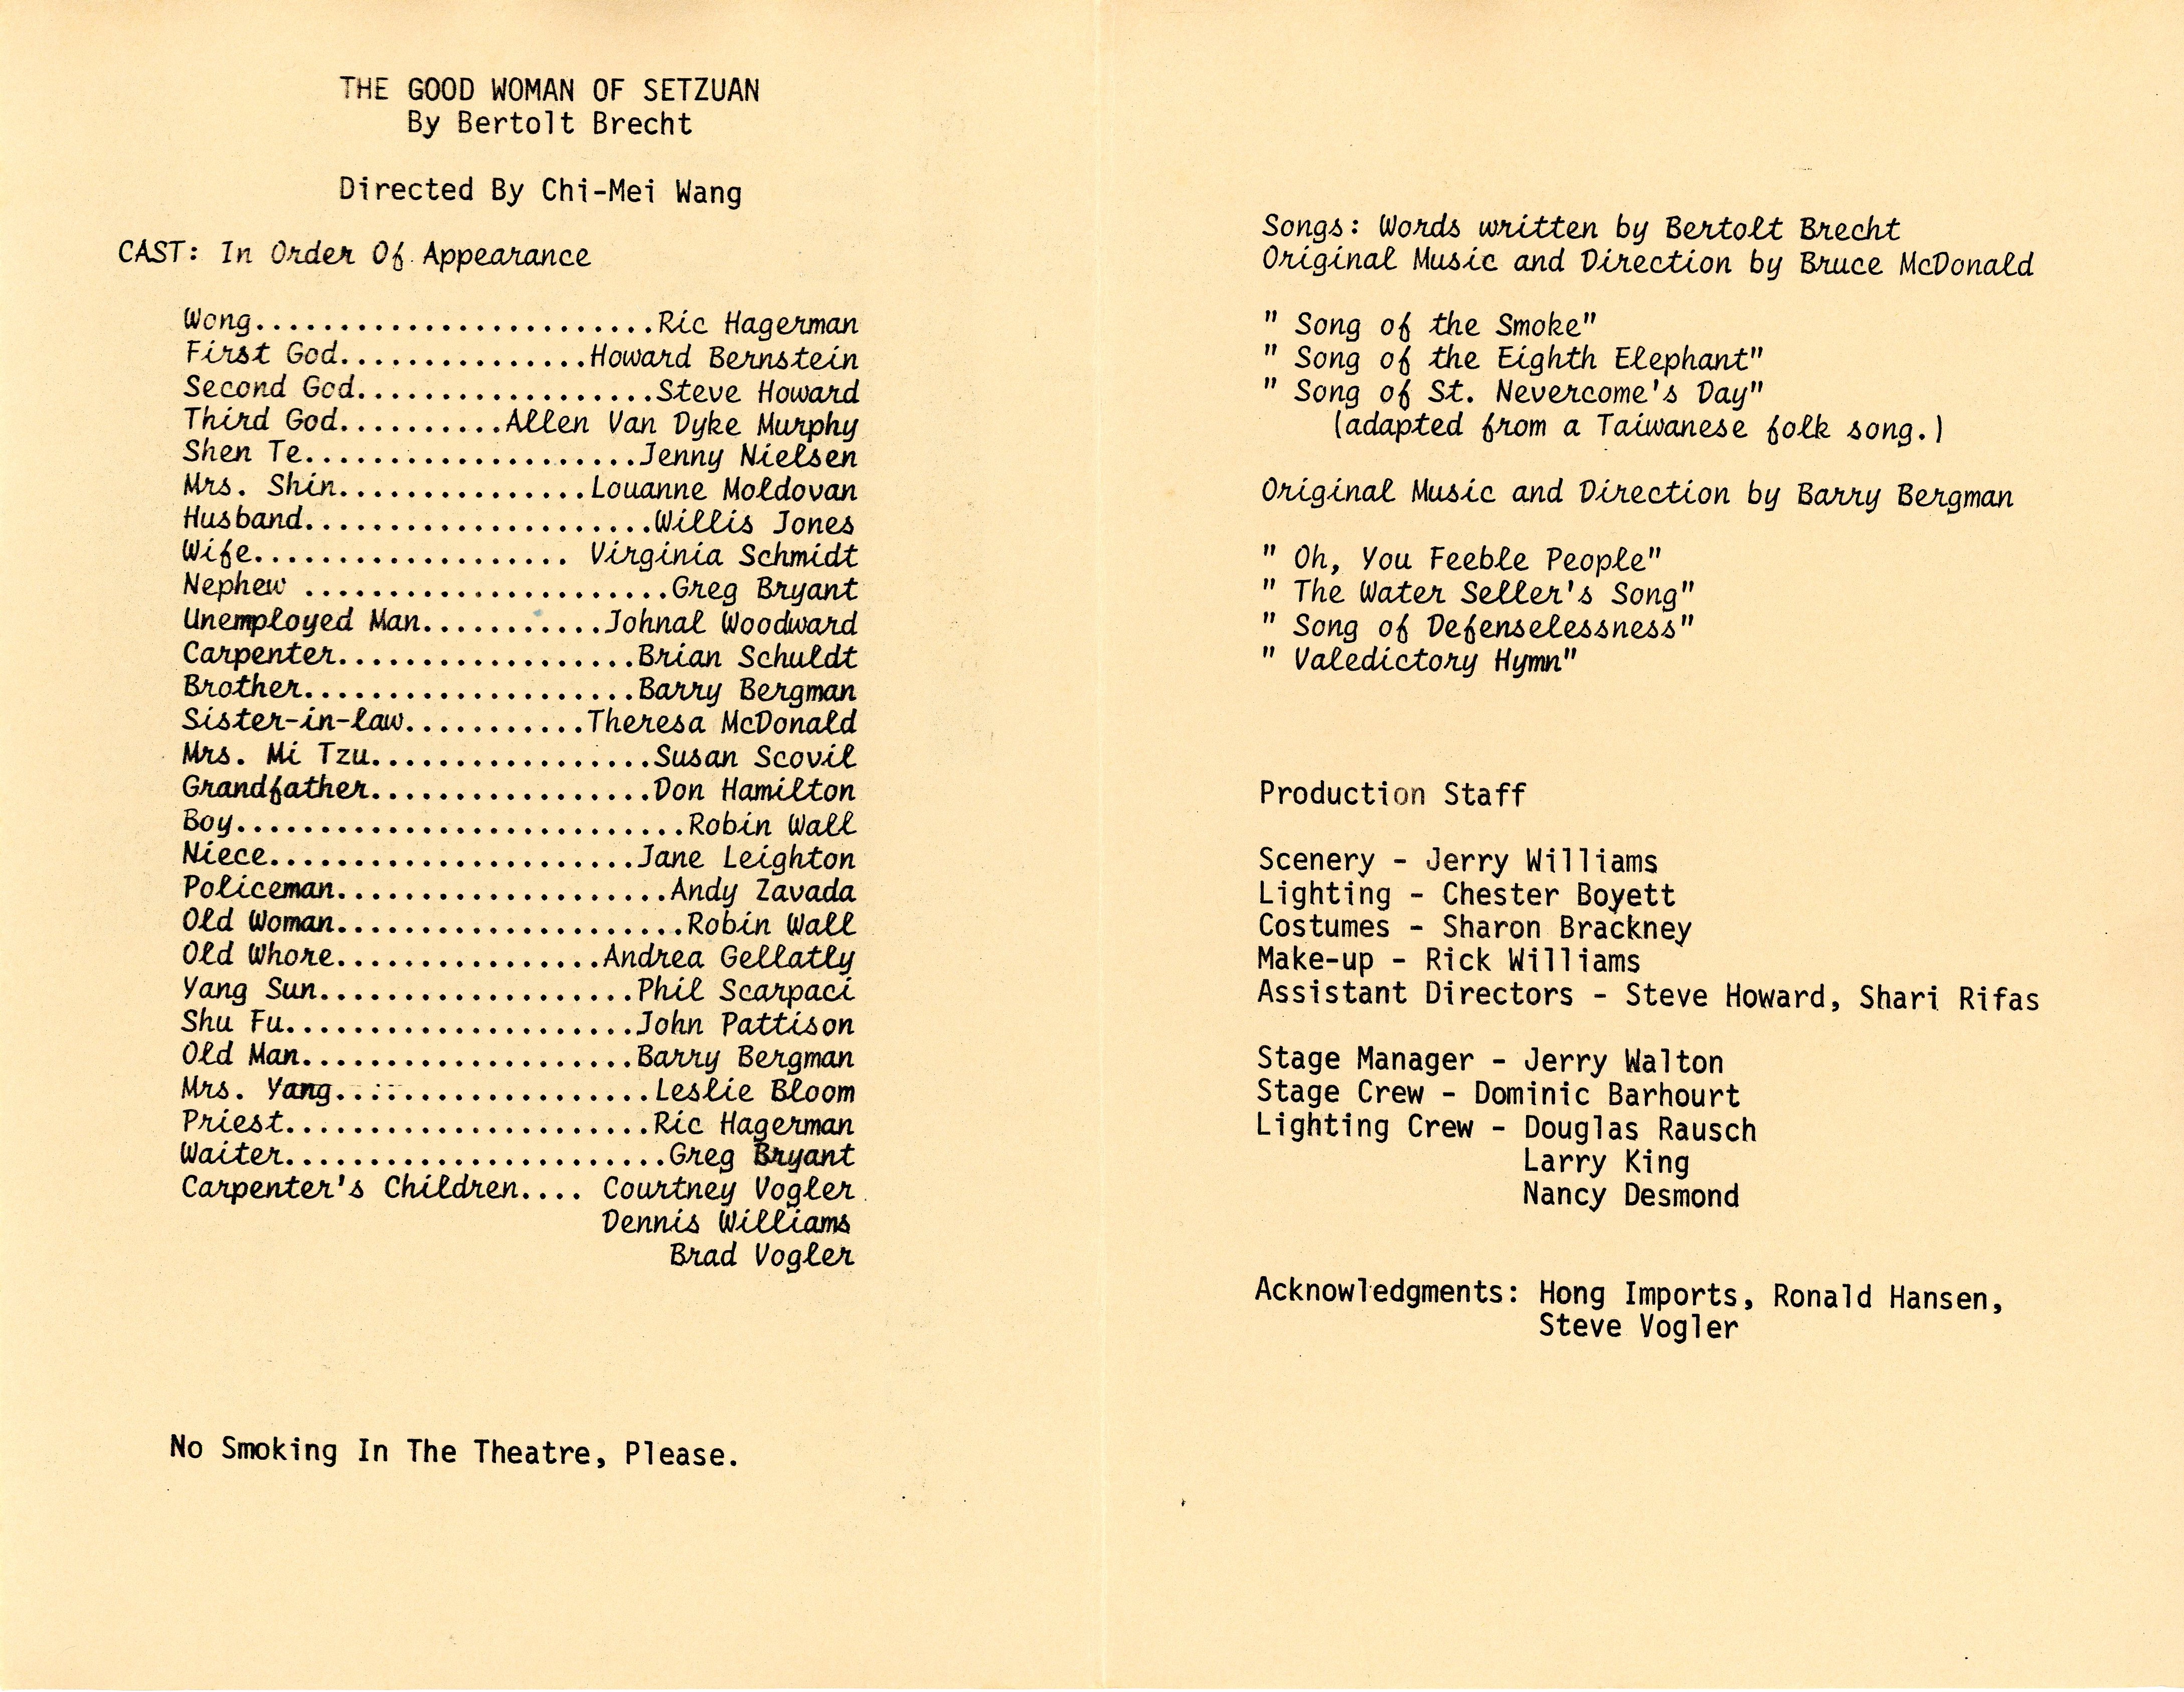 THE GOOD WOMAN OF SETZUAN
By Bertolt Brecht
Directed By Chi-Mei Wang
CAST: In Order Of Appearance
Wong........................Ric Hagerman
First God...............Howard Bernstein
Second God..................Steve Howard
Third God..........Allen Van Dyke Murphy
Shen Te....................Jenny Nielsen
Mrs. Shin...............Louanne Moldovan
Husband.....................Willis Jones
Wife................... Virginia Schmidt
Nephew ......................Greg Bryant
Unemployed Man...........Johnal Woodward
Carpenter..................Brian Schuldt
Brother....................Barry Bergman
Sister-in-law...........Theresa McDonald
Mrs. Mi Tzu.................Susan Scovil
Grandfather.................Don Hamilton
Boy...........................Robin Wall
Niece......................Jane Leighton
Policeman....................Andy Zavada
Old Woman.....................Robin Wall
Old Whore................Andrea Gellatly
Yang Sun...................Phil Scarpaci
Shu Fu.....................John Pattison
Old Man....................Barry Bergman
Mrs. Yang...................Leslie Bloom
Priest......................Ric Hagerman
Waiter.......................Greg Bryant
Carpenter's Children.... Courtney Vogler
Dennis Williams
Brad Vogler
No Smoking In The Theatre, Please.
Songs: Words written by Bertolt Brecht
Original Music and Direction by Bruce McDonald
" Song of the Smoke"
" Song of the Eighth Elephant"
" Song of St. Nevercome's Day"
(adapted from a Taiwanese folk song.)
Original Music and Direction by Barry Bergman
" Oh, You Feeble People"
" The Water Seller's Song"
" Song of Defenselessness"
" Valedictory Hymn"
Production Staff
Scenery - Jerry Williams
Lighting - Chester Boyett
Costumes - Sharon Brackney
Make-up - Rick Williams
Assistant Directors - Steve Howard, Shari Rifas
Stage Manager - Jerry Walton
Stage Crew - Dominic Barhourt
Lighting Crew - Douglas Rausch
Larry King
Nancy Desmond
Acknowledgments: Hong Imports, Ronald Hansen,
Steve Vogler